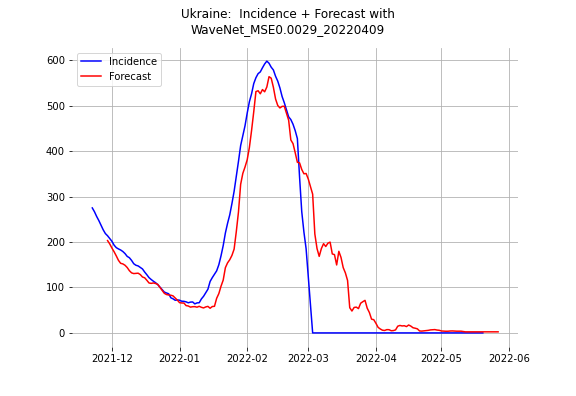 Ukraine:  Incidence + Forecast with
WaveNet_MSE0.0029_20220409
Incidence
Forecast
600
500
400
300
200
100
0
2021-12 2022-01 2022-02 2022-03 2022-04 2022-05 2022-06